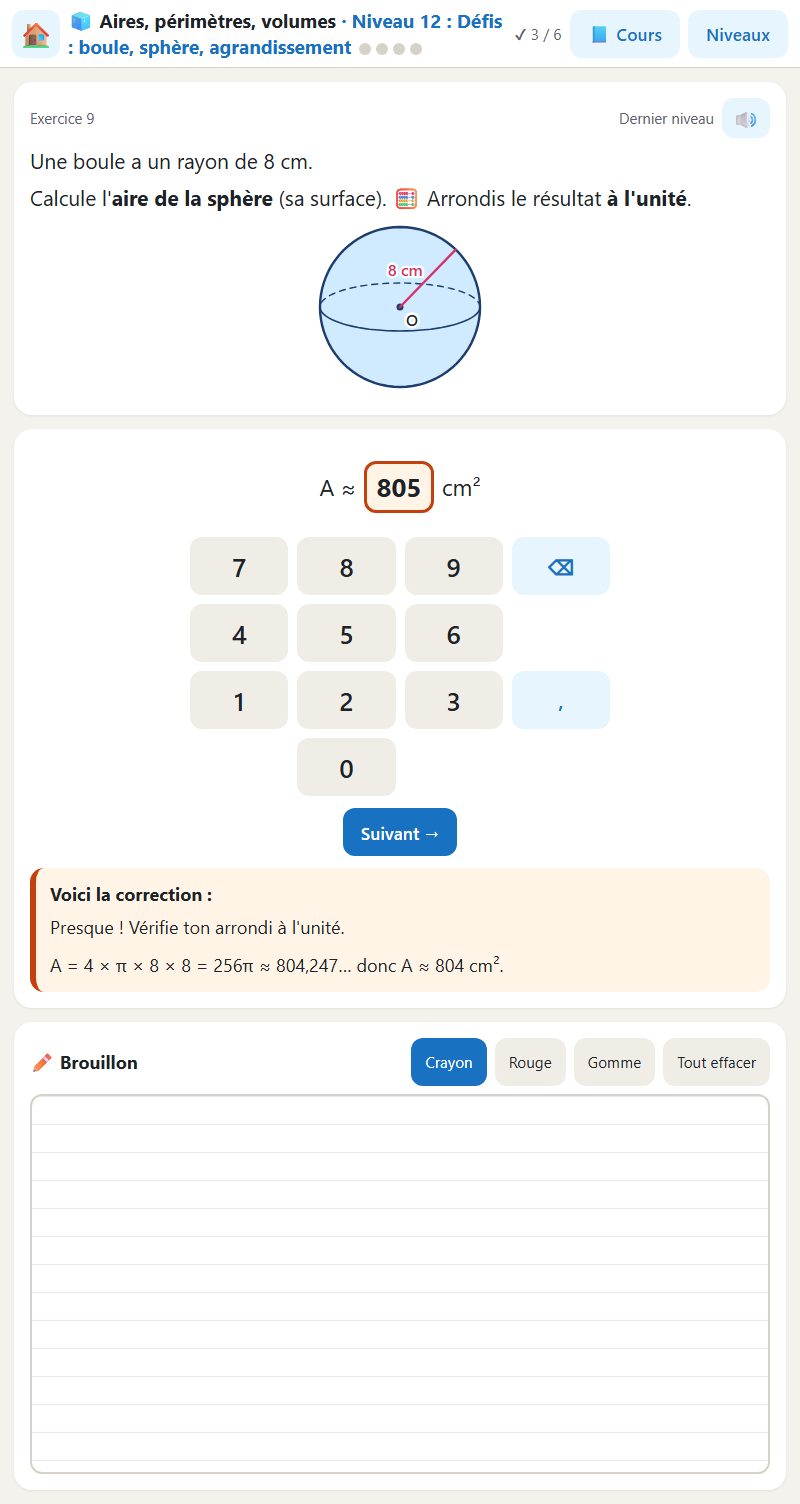 Aires, périmètres, volumes · Niveau 12 : Défis
: boule, sphère, agrandissement
✓ 3 / 6
Cours
Niveaux
Exercice 9
Dernier niveau
Une boule a un rayon de 8 cm.
Calcule l'aire de la sphère (sa surface). Arrondis le résultat à l'unité.
8 cm
O
A ≈ 805 cm²
7 8 9 ⌫
4 5 6
1 2 3 ,
0
Suivant →
Voici la correction :
Presque ! Vérifie ton arrondi à l'unité.
A = 4 × π × 8 × 8 = 256π ≈ 804,247... donc A ≈ 804 cm².
Brouillon
Crayon
Rouge
Gomme
Tout effacer